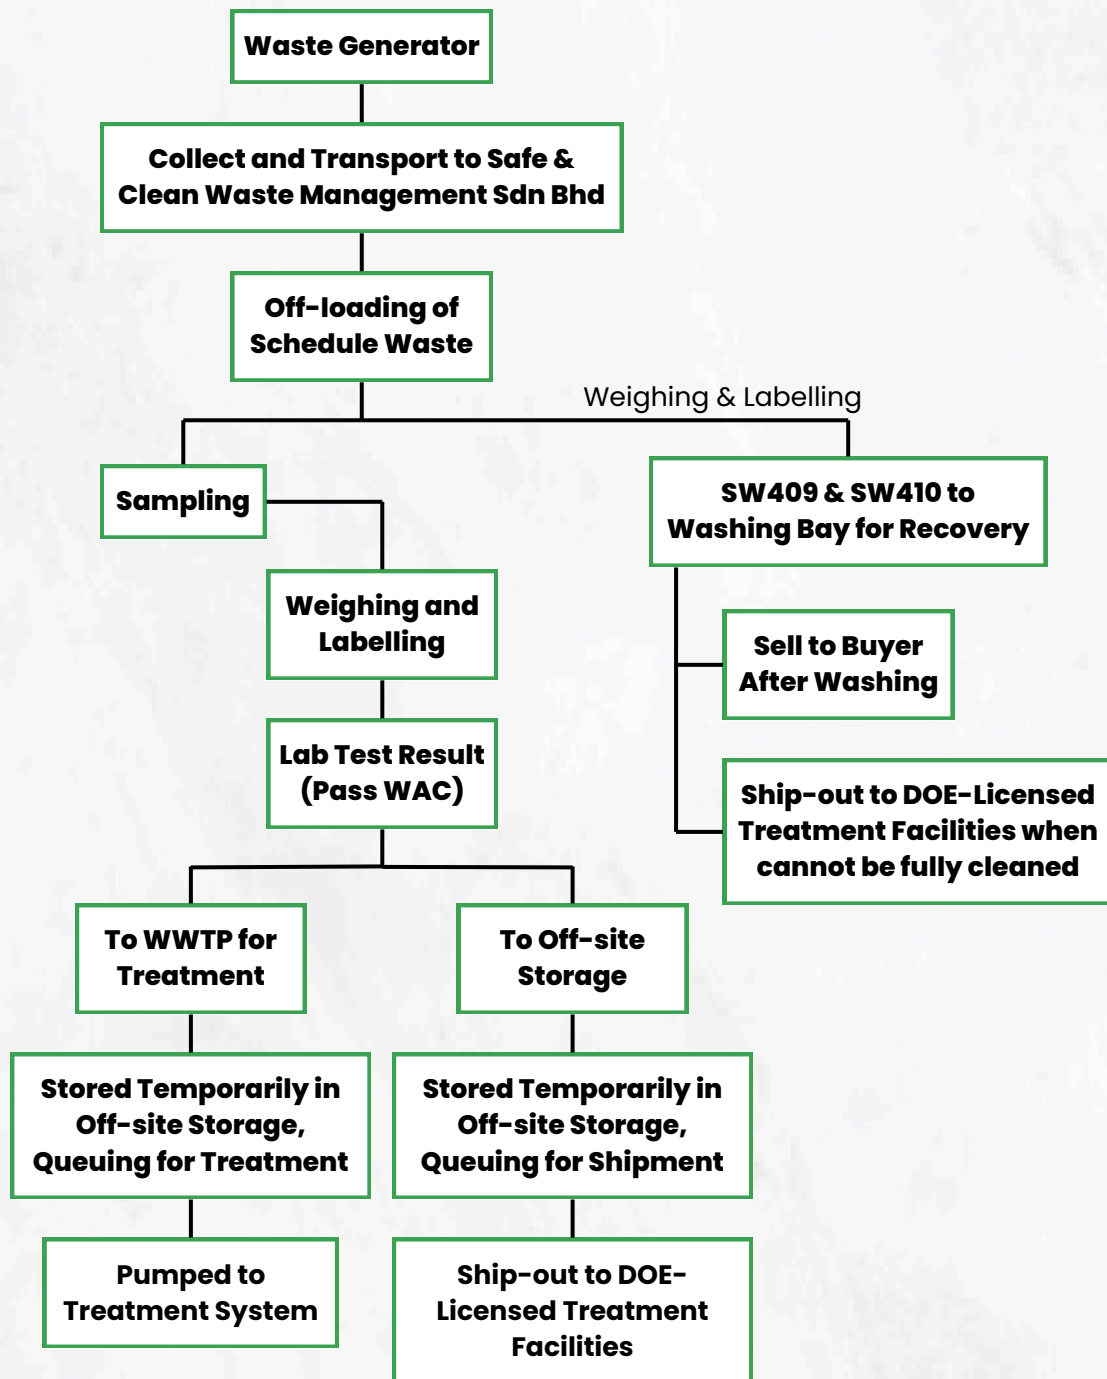 Waste Generator
Collect and Transport to Safe &
Clean Waste Management Sdn Bhd
Off-loading of
Schedule Waste
Weighing & Labelling
Sampling
SW409 & SW410 to
Washing Bay for Recovery
Weighing and
Labelling
Sell to Buyer
After Washing
Lab Test Result
(Pass WAC)
Ship-out to DOE-Licensed
Treatment Facilities when
cannot be fully cleaned
To WWTP for
Treatment
To Off-site
Storage
Stored Temporarily in
Off-site Storage,
Queuing for Treatment
Stored Temporarily in
Off-site Storage,
Queuing for Shipment
Pumped to
Treatment System
Ship-out to DOE-
Licensed Treatment
Facilities